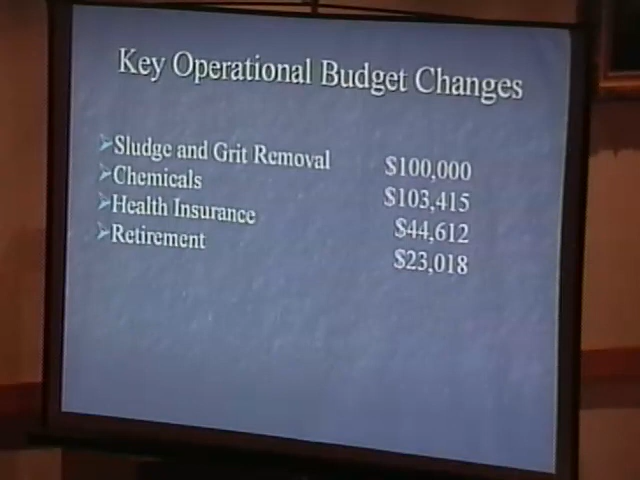 Key Operational Budget Changes
Sludge and Grit Removal $100,000
Chemicals $103,415
Health Insurance $44,612
Retirement $23,018